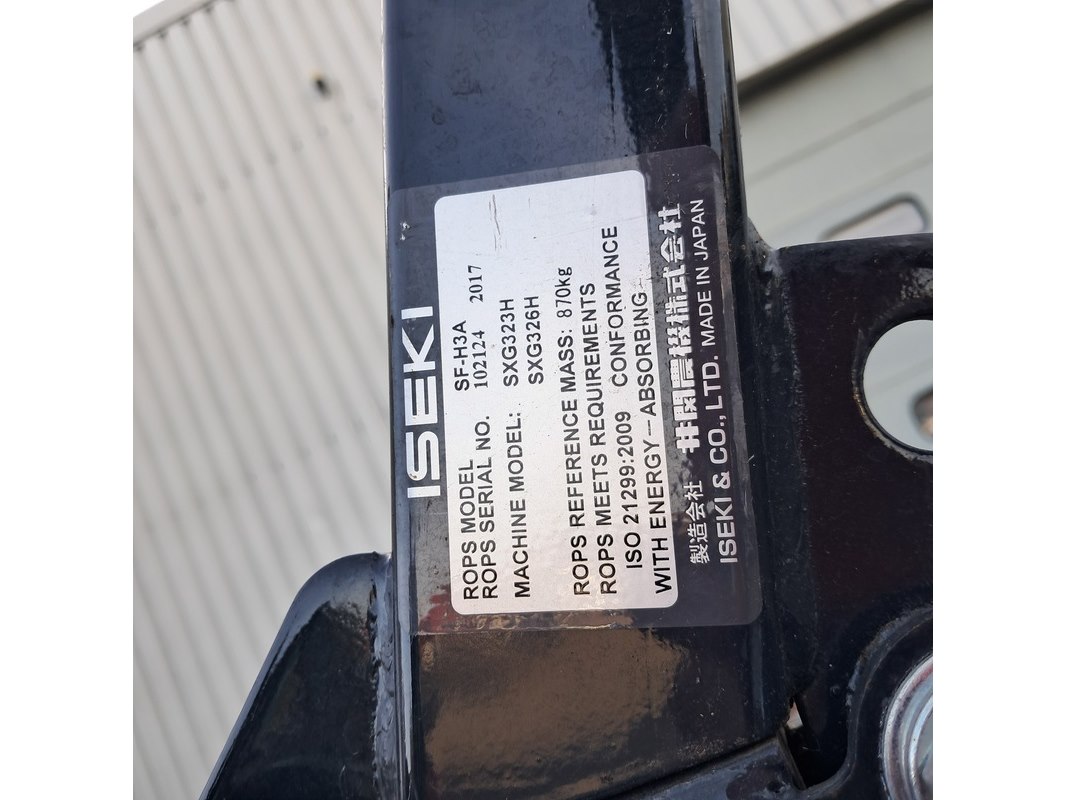 ISEKI
ROPS MODEL SF-H3A
ROPS SERIAL NO. 102124 2017
MACHINE MODEL: SXG323H
SXG326H
ROPS REFERENCE MASS: 870kg
ROPS MEETS REQUIREMENTS
ISO 21299:2009 CONFORMANCE
WITH ENERGY-ABSORBING
製造会社 井関農機株式会社
ISEKI & CO., LTD. MADE IN JAPAN